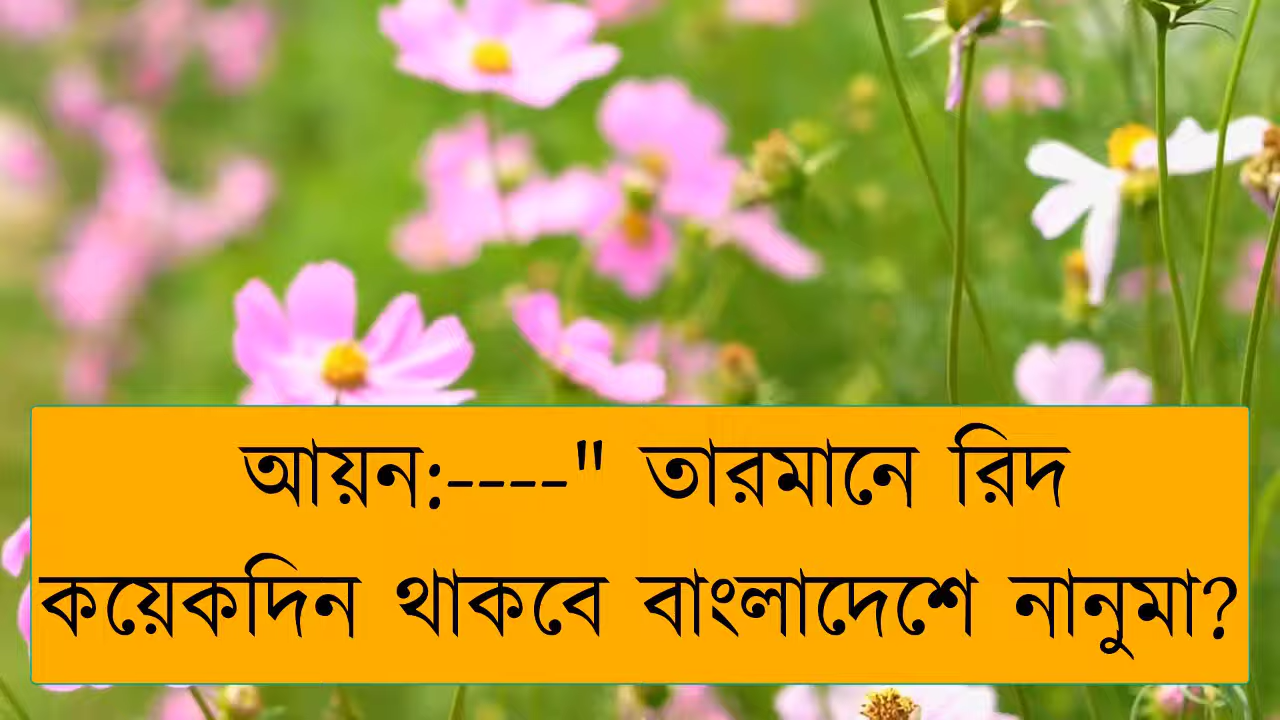 আয়ন:----" তারমানে রিদ
কয়েকদিন থাকবে বাংলাদেশে নানুমা?